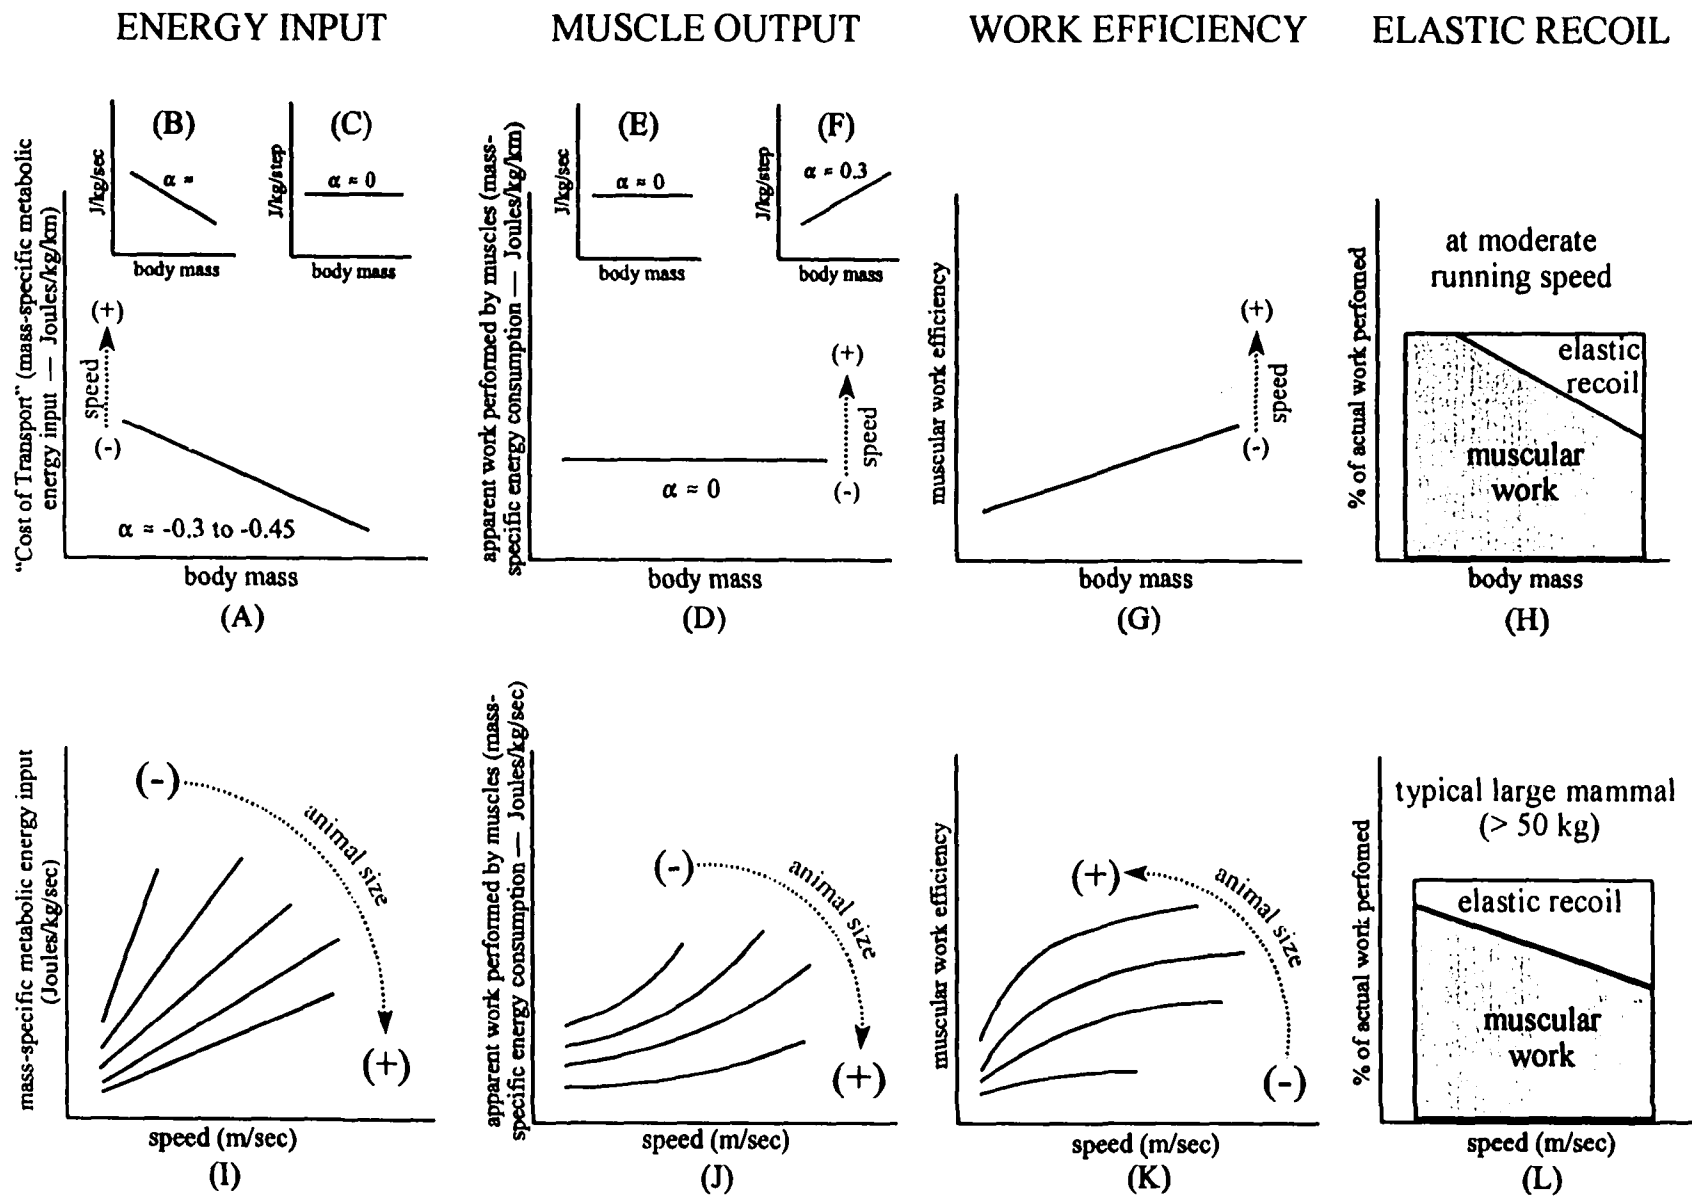 ENERGY INPUT
MUSCLE OUTPUT
WORK EFFICIENCY
ELASTIC RECOIL
"Cost of Transport" (mass-specific metabolic
energy input — Joules/kg/km)
(B)
J/kg/sec
α ≈
body mass
(C)
J/kg/step
α ≈ 0
body mass
(+)
speed
(-)
α ≈ -0.3 to -0.45
body mass
(A)
apparent work performed by muscles (mass-
specific energy consumption — Joules/kg/km)
(E)
J/kg/sec
α ≈ 0
body mass
(F)
J/kg/step
α ≈ 0.3
body mass
(+)
speed
(-)
α ≈ 0
body mass
(D)
muscular work efficiency
(+)
speed
(-)
body mass
(G)
% of actual work perfomed
at moderate
running speed
elastic
recoil
muscular
work
body mass
(H)
mass-specific metabolic energy input
(Joules/kg/sec)
(-)
animal size
(+)
speed (m/sec)
(I)
apparent work performed by muscles (mass-
specific energy consumption — Joules/kg/sec)
(-)
animal size
(+)
speed (m/sec)
(J)
muscular work efficiency
(+)
animal size
(-)
speed (m/sec)
(K)
% of actual work perfomed
typical large mammal
(> 50 kg)
elastic recoil
muscular
work
speed (m/sec)
(L)